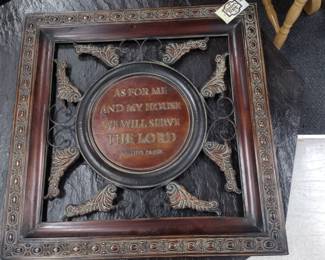 AS FOR ME
AND MY HOUSE
WE WILL SERVE
THE LORD